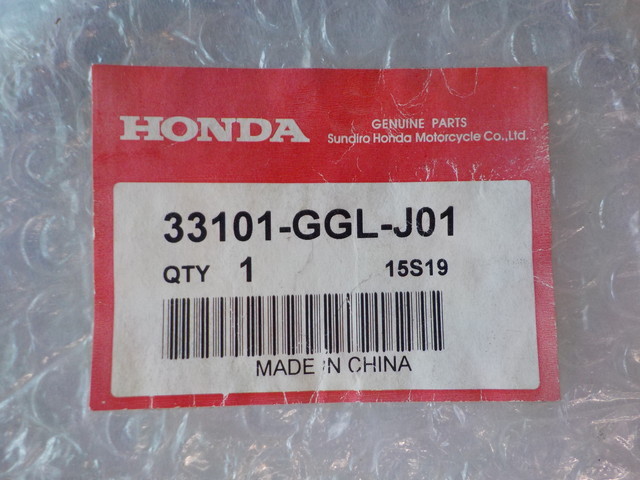 HONDA
GENUINE PARTS
Sundiro Honda Motorcycle Co.,Ltd.
33101-GGL-J01
QTY 1 15S19
MADE IN CHINA